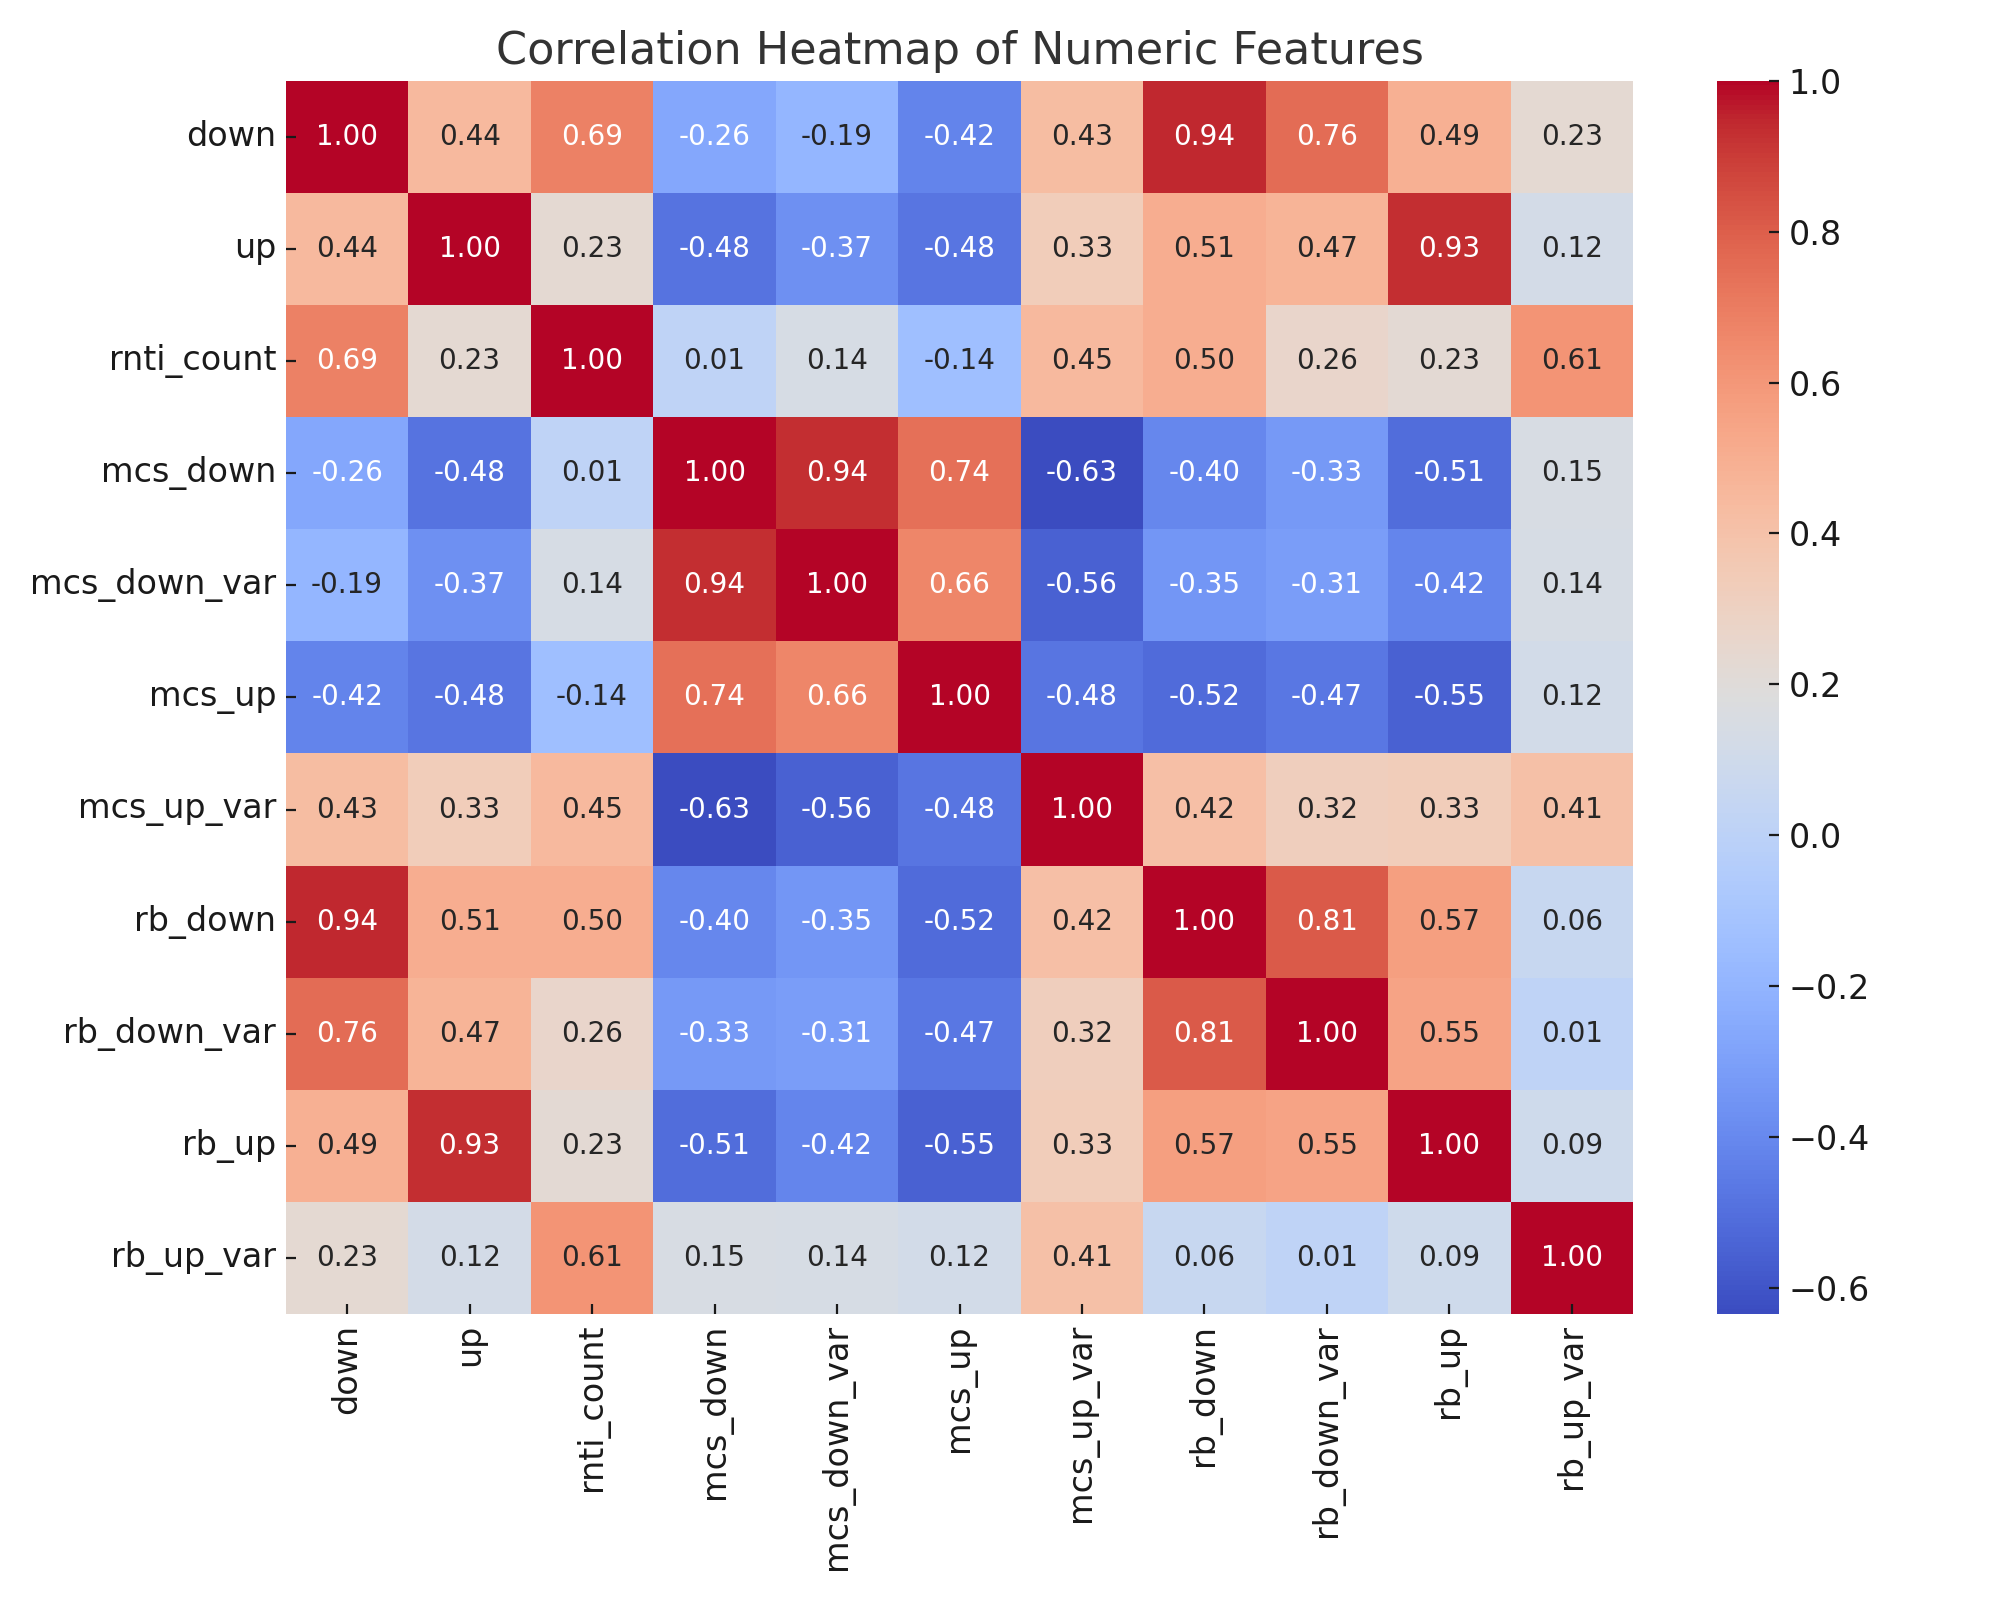 Correlation Heatmap of Numeric Features
down 1.00 0.44 0.69 -0.26 -0.19 -0.42 0.43 0.94 0.76 0.49 0.23
up 0.44 1.00 0.23 -0.48 -0.37 -0.48 0.33 0.51 0.47 0.93 0.12
rnti_count 0.69 0.23 1.00 0.01 0.14 -0.14 0.45 0.50 0.26 0.23 0.61
mcs_down -0.26 -0.48 0.01 1.00 0.94 0.74 -0.63 -0.40 -0.33 -0.51 0.15
mcs_down_var -0.19 -0.37 0.14 0.94 1.00 0.66 -0.56 -0.35 -0.31 -0.42 0.14
mcs_up -0.42 -0.48 -0.14 0.74 0.66 1.00 -0.48 -0.52 -0.47 -0.55 0.12
mcs_up_var 0.43 0.33 0.45 -0.63 -0.56 -0.48 1.00 0.42 0.32 0.33 0.41
rb_down 0.94 0.51 0.50 -0.40 -0.35 -0.52 0.42 1.00 0.81 0.57 0.06
rb_down_var 0.76 0.47 0.26 -0.33 -0.31 -0.47 0.32 0.81 1.00 0.55 0.01
rb_up 0.49 0.93 0.23 -0.51 -0.42 -0.55 0.33 0.57 0.55 1.00 0.09
rb_up_var 0.23 0.12 0.61 0.15 0.14 0.12 0.41 0.06 0.01 0.09 1.00
down
up
rnti_count
mcs_down
mcs_down_var
mcs_up
mcs_up_var
rb_down
rb_down_var
rb_up
rb_up_var
1.0
0.8
0.6
0.4
0.2
0.0
−0.2
−0.4
−0.6